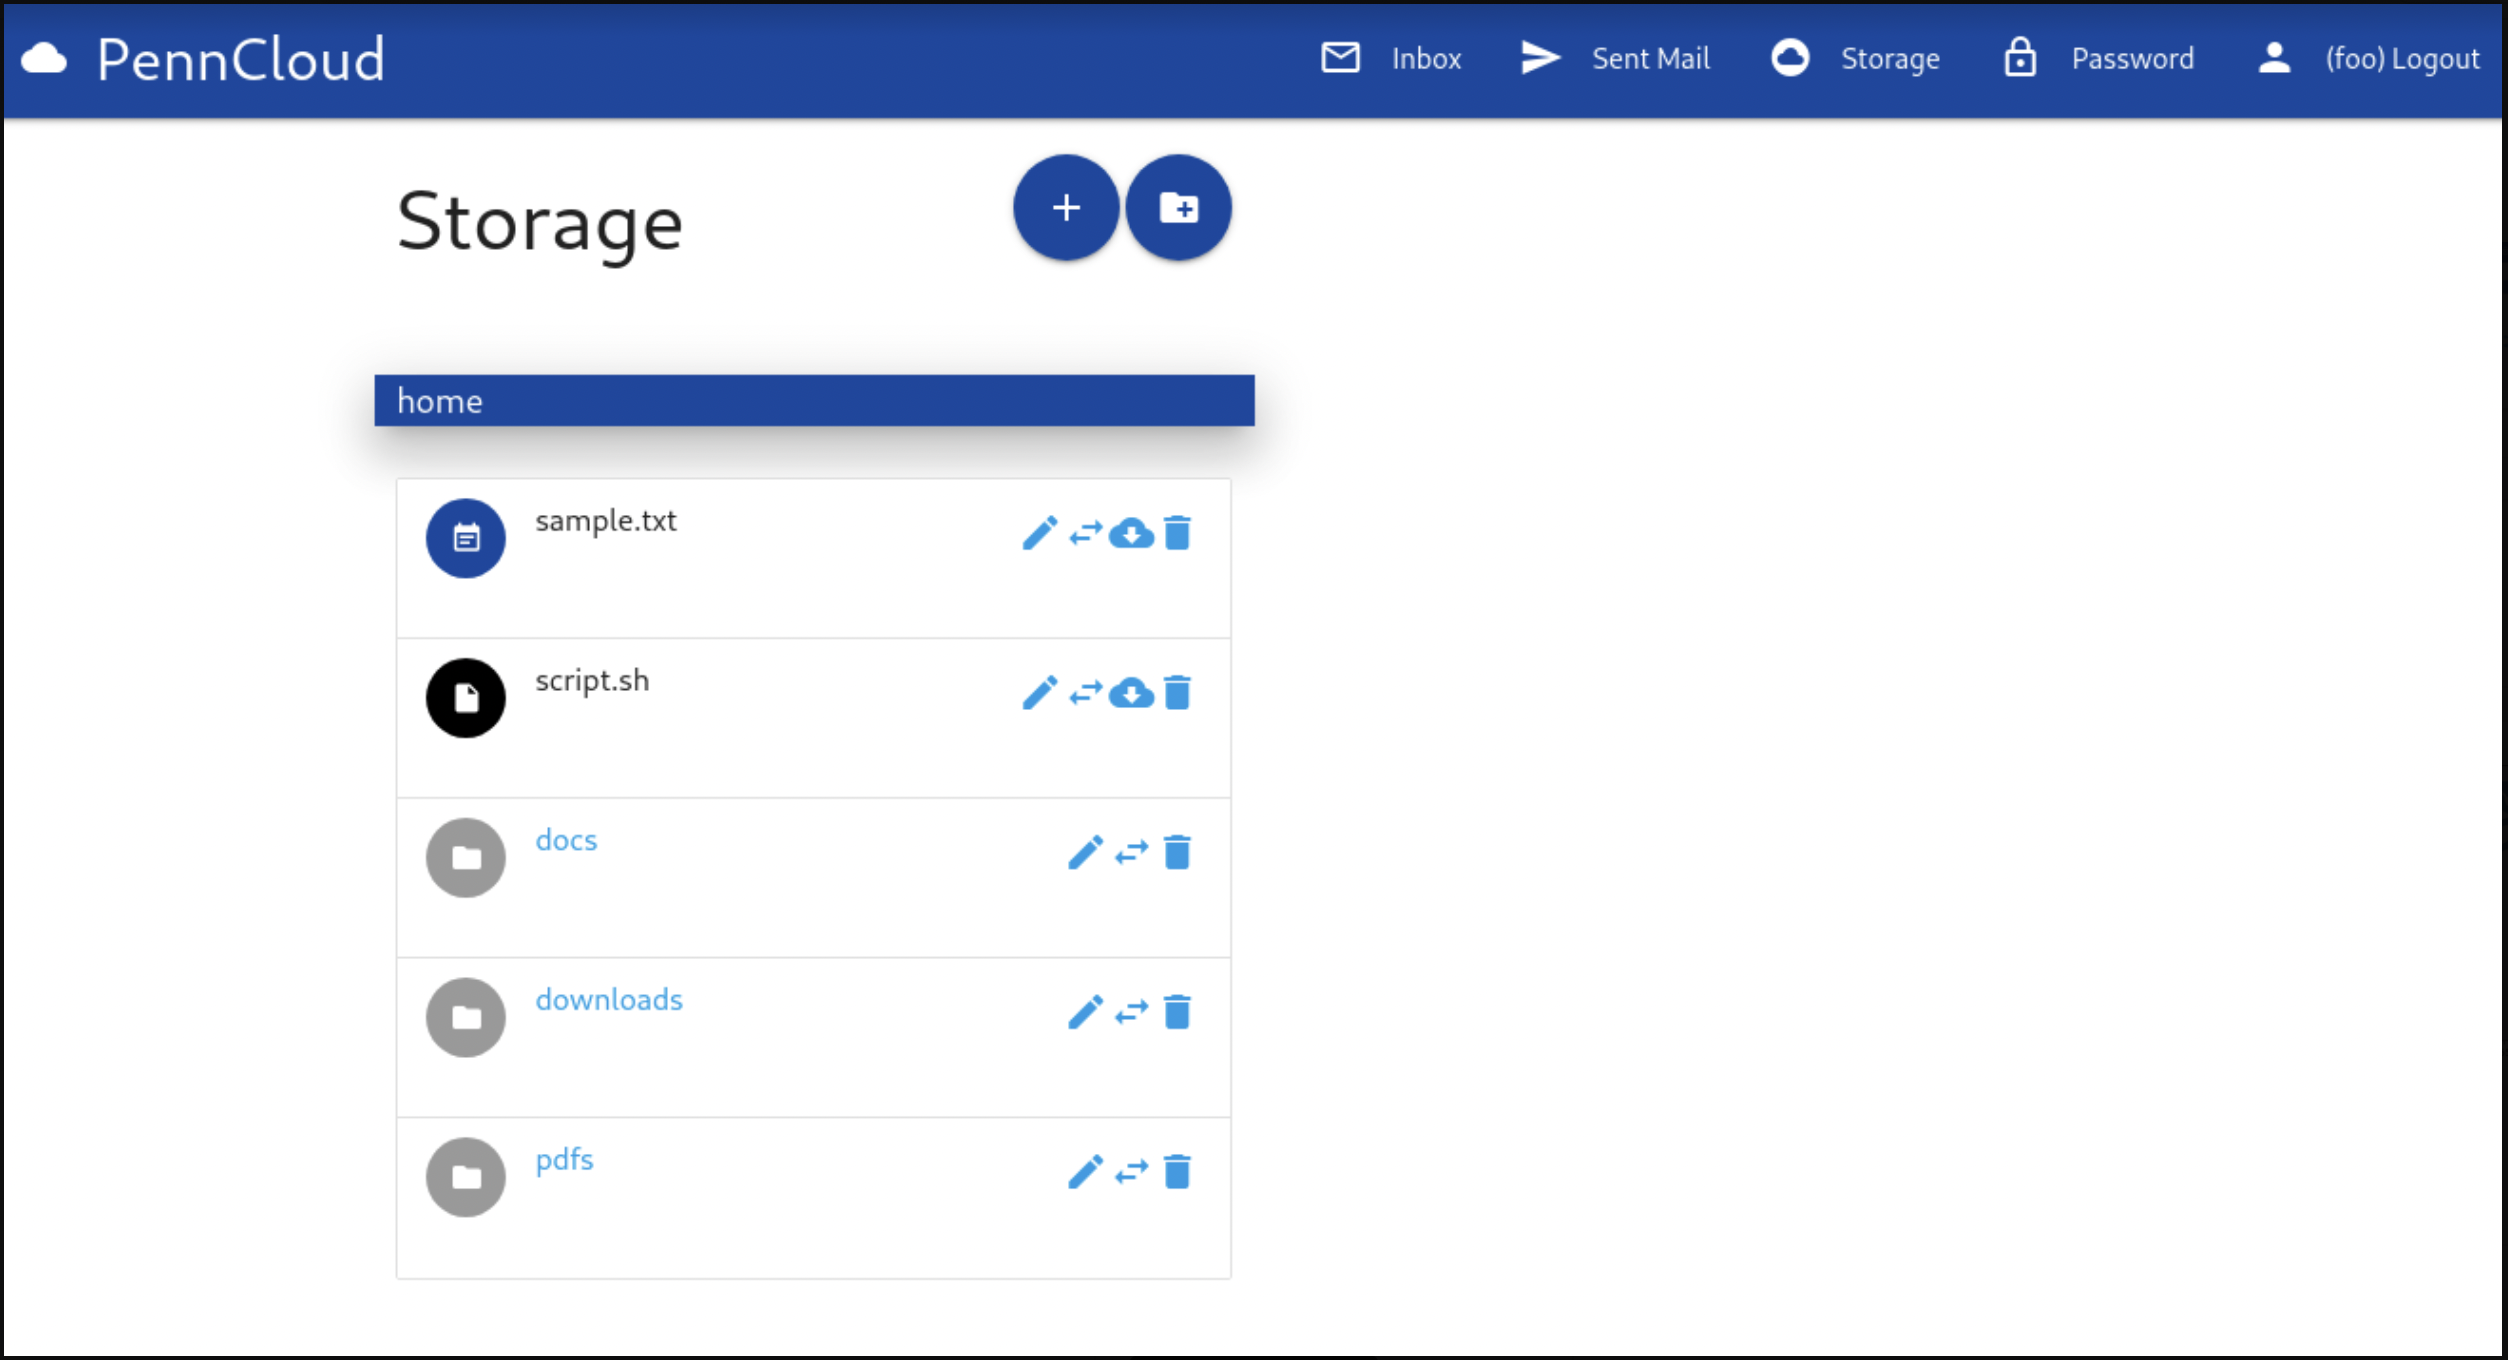 PennCloud Inbox Sent Mail Storage Password (foo) Logout
Storage
home
sample.txt
script.sh
docs
downloads
pdfs